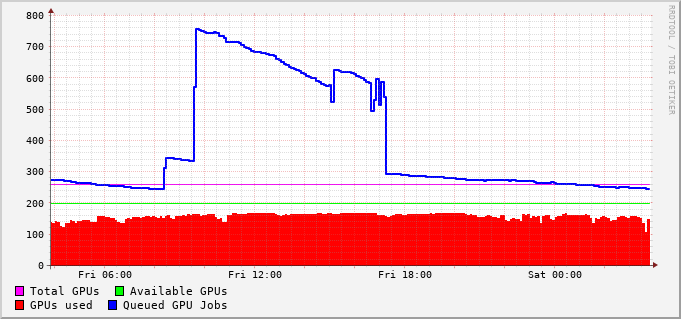 800
700
600
500
400
300
200
100
0
Fri 06:00 Fri 12:00 Fri 18:00 Sat 00:00
Total GPUs Available GPUs
GPUs used Queued GPU Jobs
RRDTOOL / TOBI OETIKER